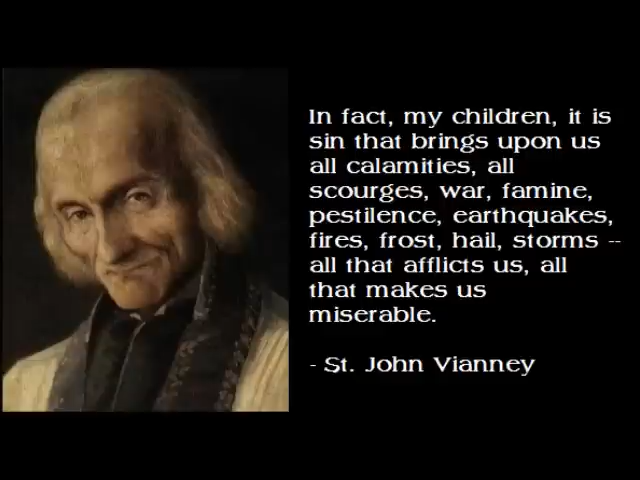 In fact, my children, it is
sin that brings upon us
all calamities, all
scourges, war, famine,
pestilence, earthquakes,
fires, frost, hail, storms --
all that afflicts us, all
that makes us
miserable.
- St. John Vianney